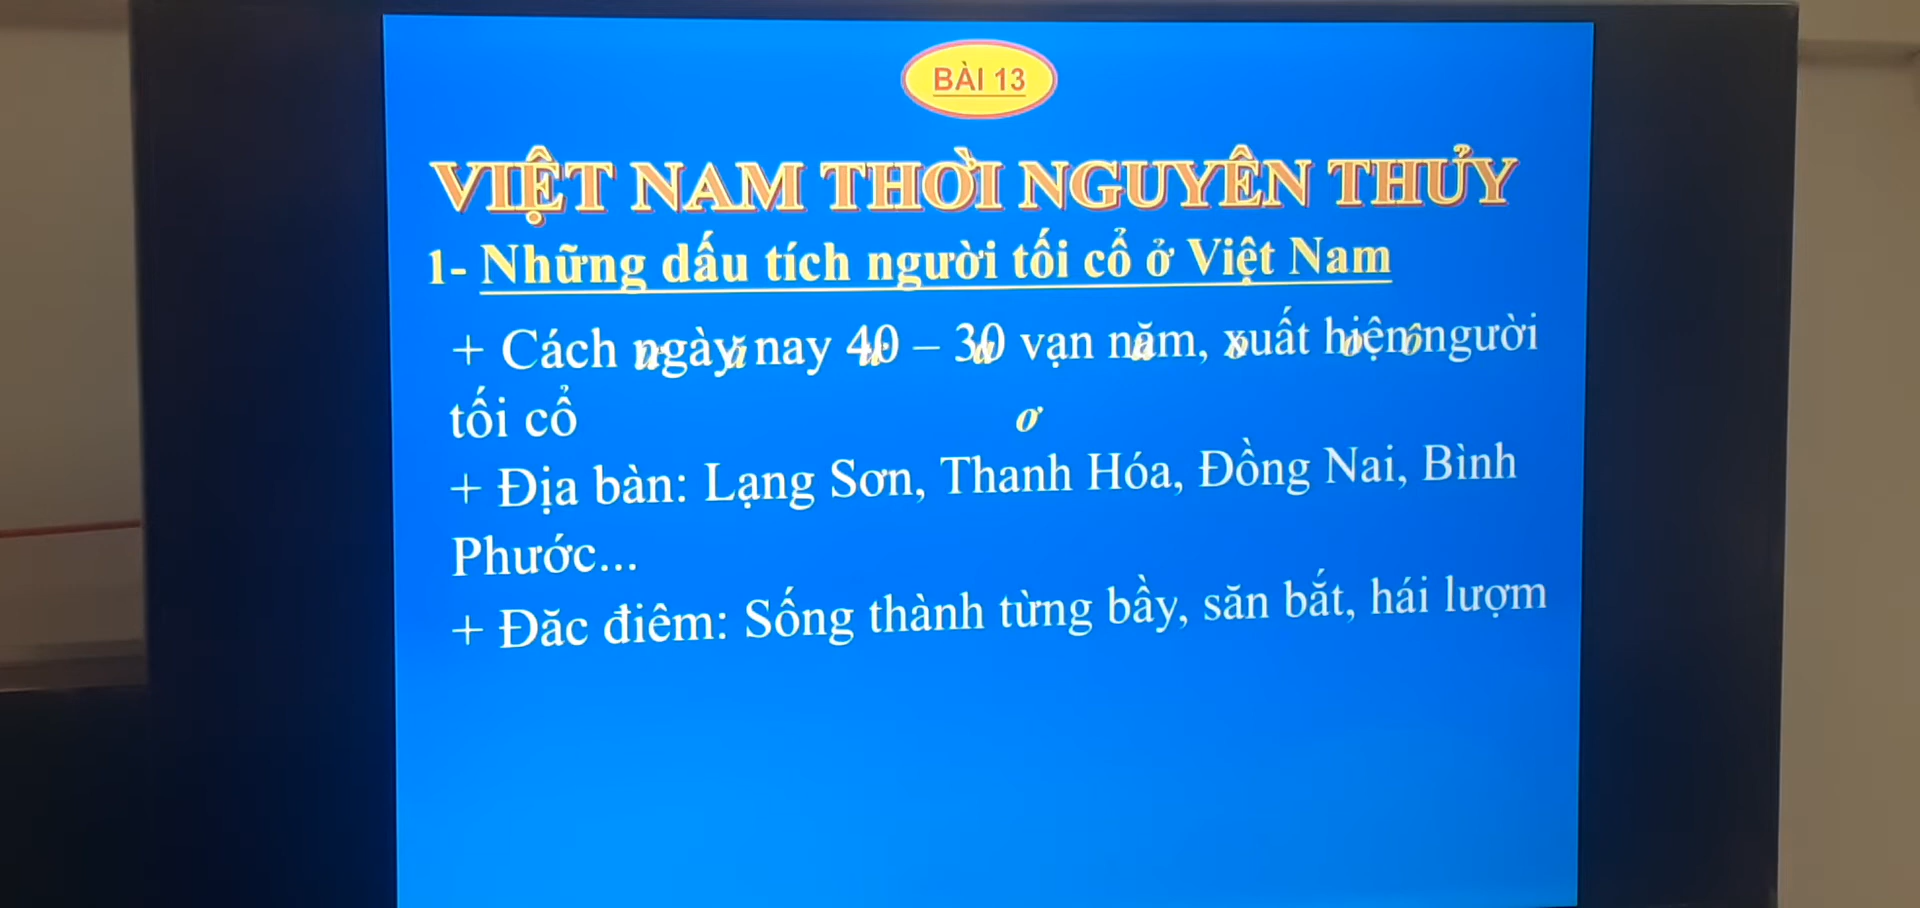 BÀI 13
VIỆT NAM THỜI NGUYÊN THỦY
1- Những dấu tích người tối cổ ở Việt Nam
+ Cách ngày nay 40 – 30 vạn năm, xuất hiện người
tối cổ
ơ
+ Địa bàn: Lạng Sơn, Thanh Hóa, Đồng Nai, Bình
Phước...
+ Đặc điêm: Sống thành từng bầy, săn bắt, hái lượm